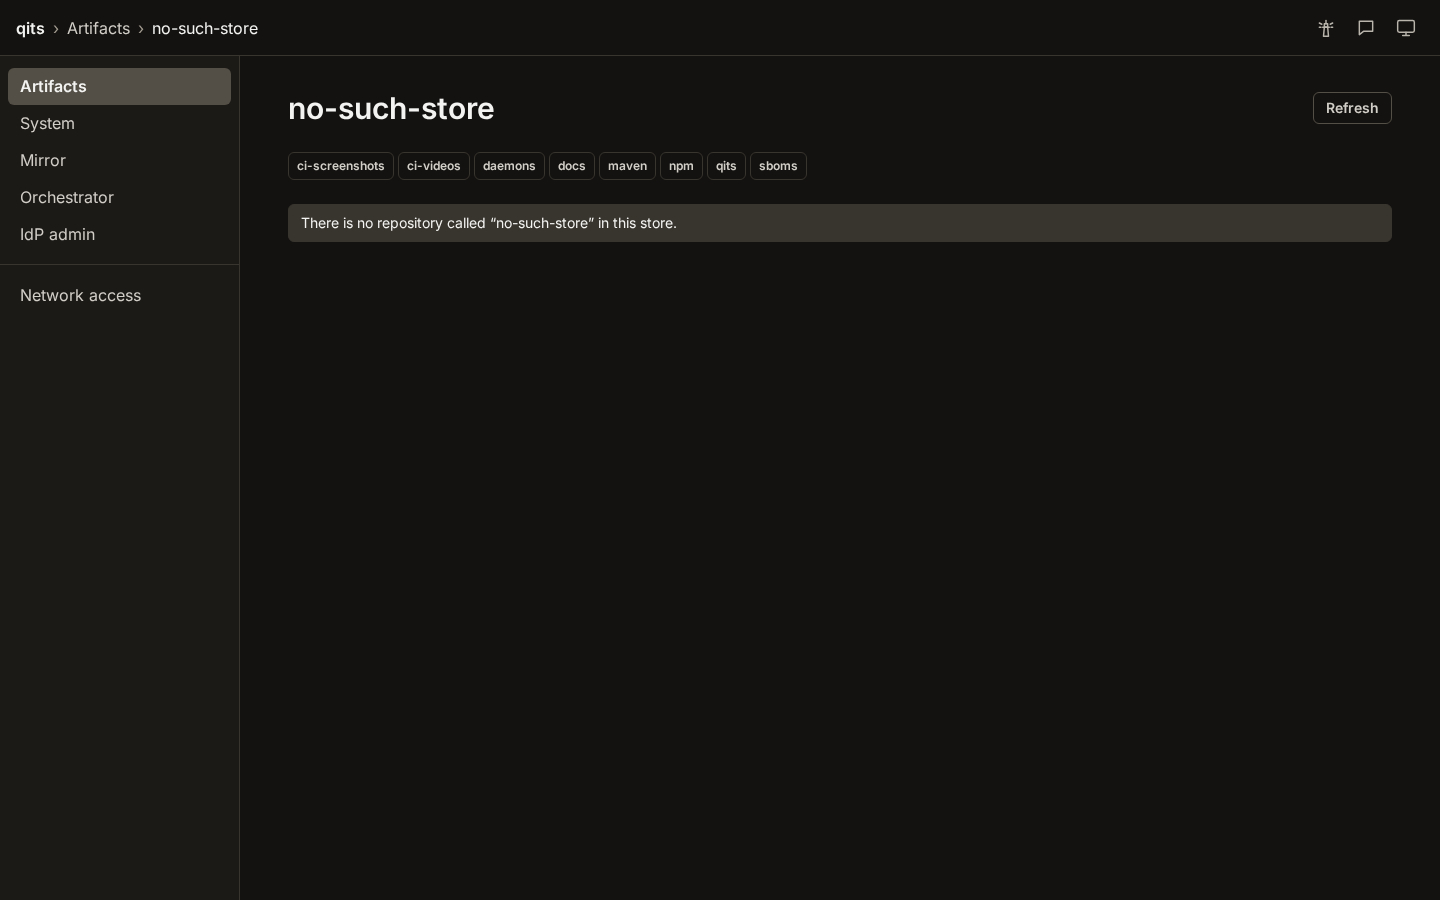 qits › Artifacts › no-such-store
Artifacts
System
Mirror
Orchestrator
IdP admin
Network access
no-such-store
Refresh
ci-screenshots ci-videos daemons docs maven npm qits sboms
There is no repository called “no-such-store” in this store.